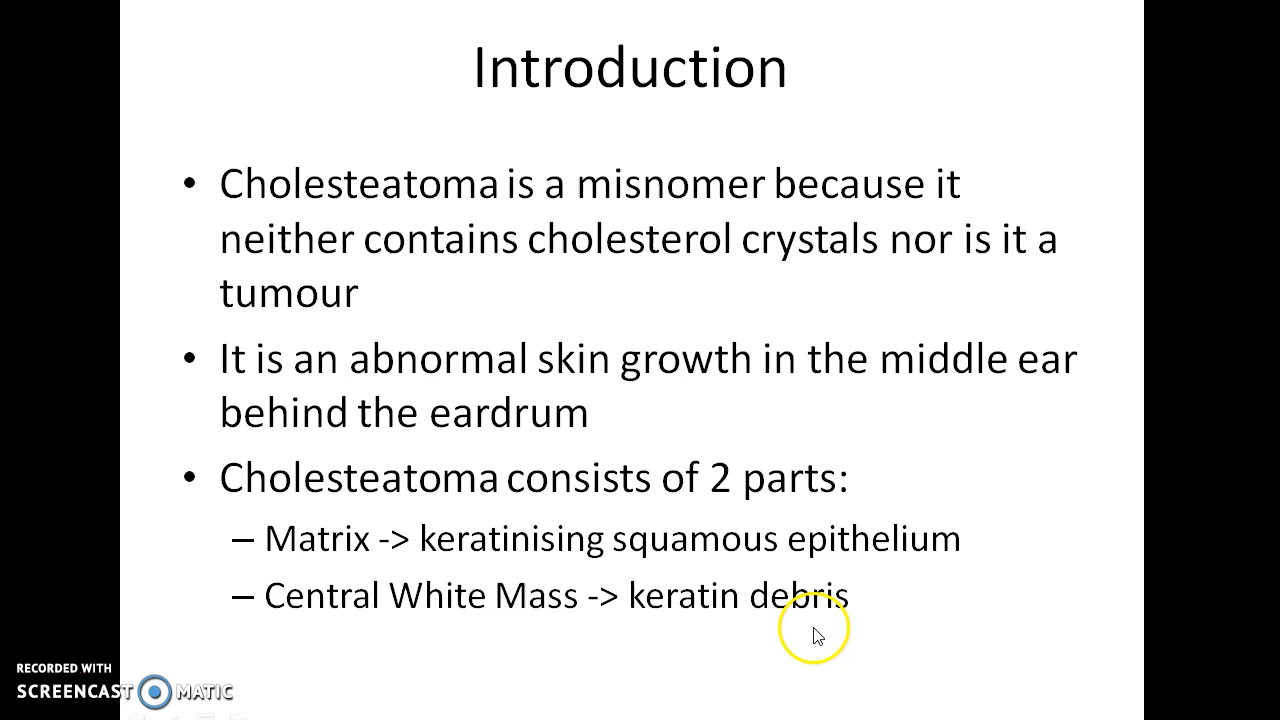 Introduction
• Cholesteatoma is a misnomer because it
neither contains cholesterol crystals nor is it a
tumour
• It is an abnormal skin growth in the middle ear
behind the eardrum
• Cholesteatoma consists of 2 parts:
– Matrix -> keratinising squamous epithelium
– Central White Mass -> keratin debris
RECORDED WITH
SCREENCAST MATIC